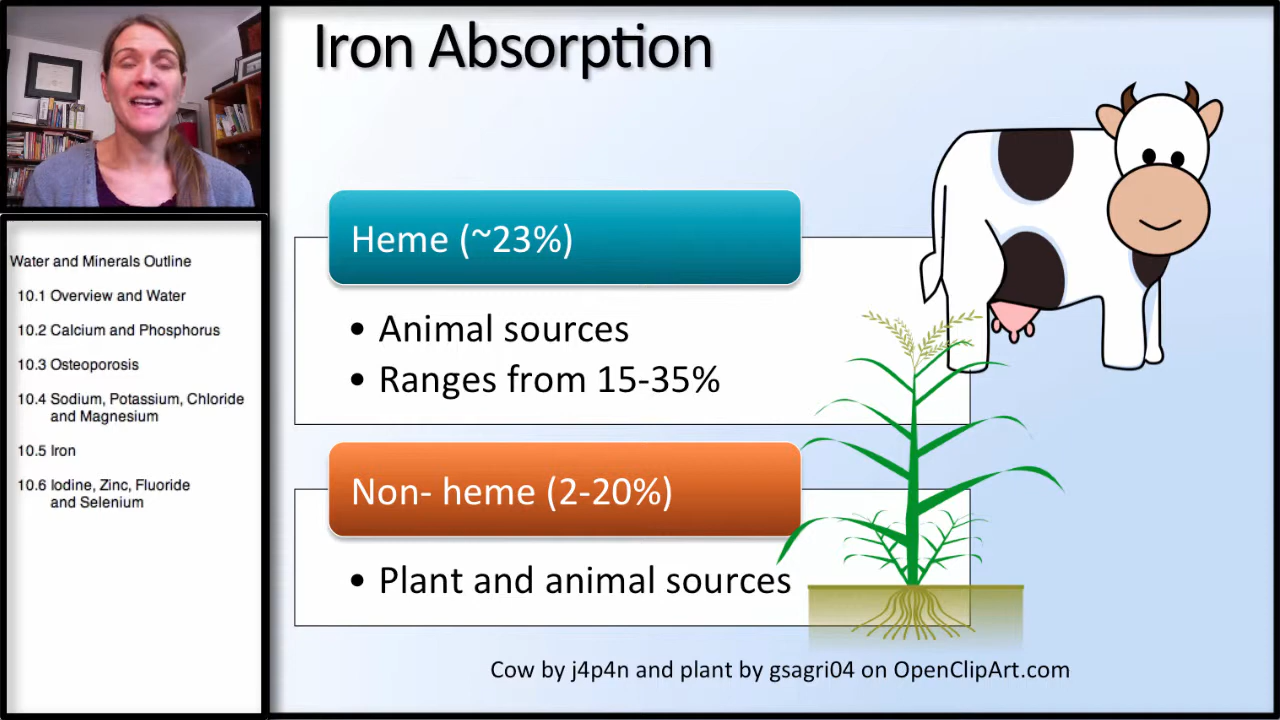 Iron Absorption
Heme (~23%)
• Animal sources
• Ranges from 15-35%
Non- heme (2-20%)
• Plant and animal sources
Cow by j4p4n and plant by gsagri04 on OpenClipArt.com
Water and Minerals Outline
10.1 Overview and Water
10.2 Calcium and Phosphorus
10.3 Osteoporosis
10.4 Sodium, Potassium, Chloride
and Magnesium
10.5 Iron
10.6 Iodine, Zinc, Fluoride
and Selenium